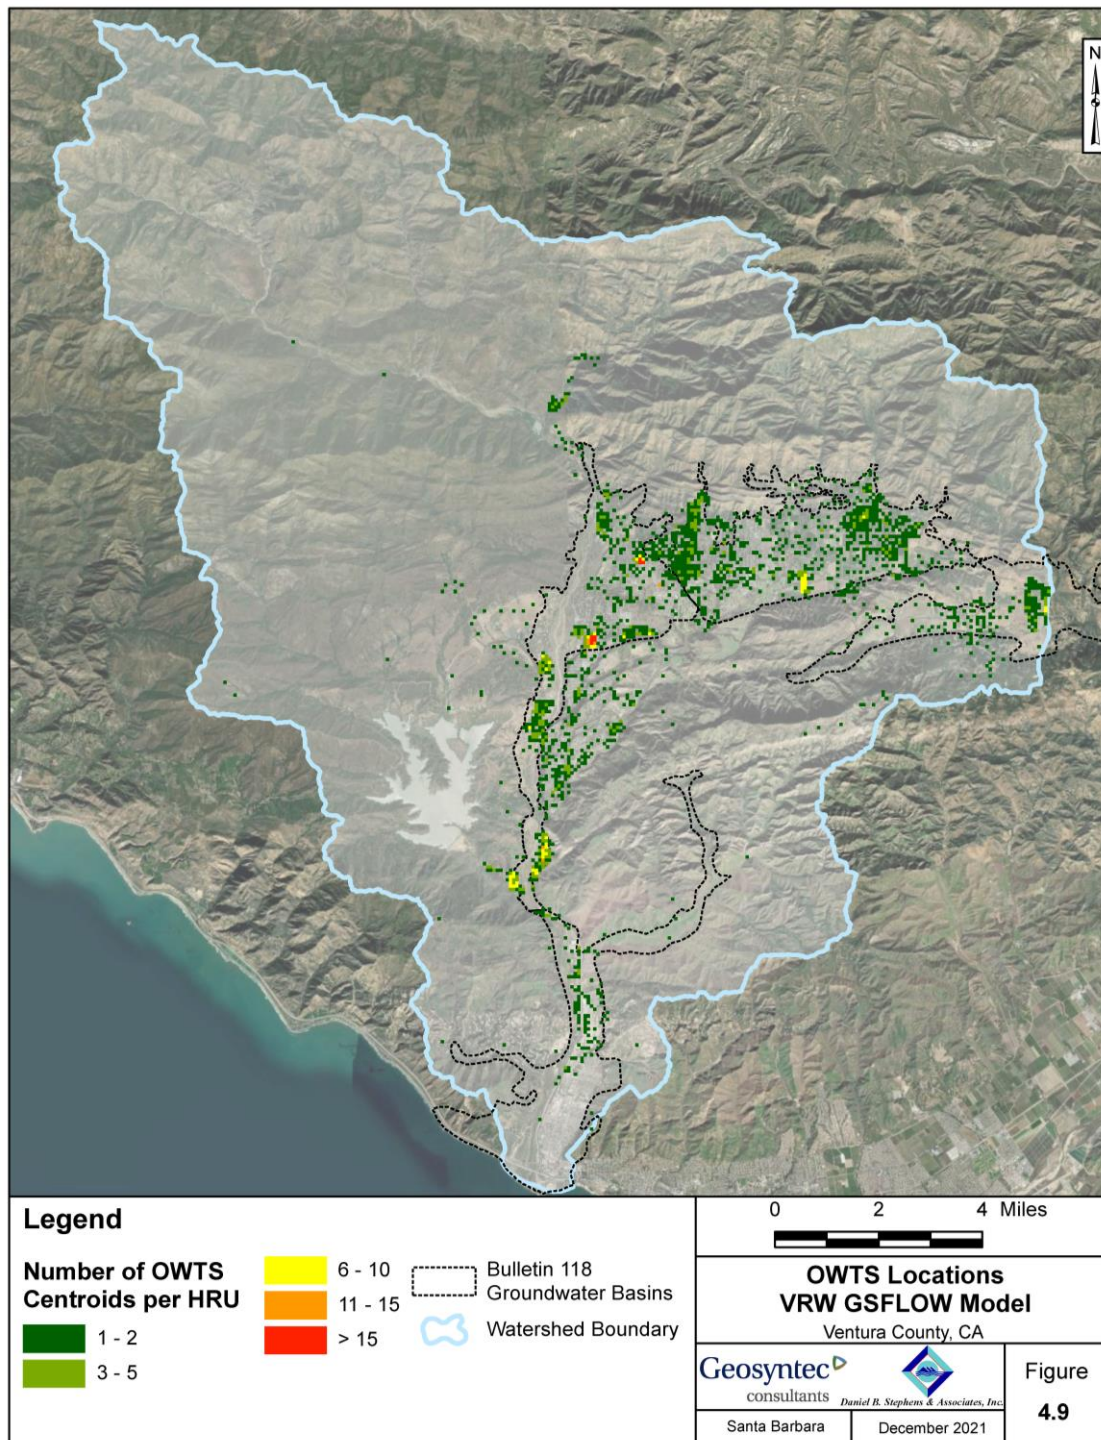 N
Legend
Number of OWTS
Centroids per HRU
1 - 2
3 - 5
6 - 10
11 - 15
> 15
Bulletin 118
Groundwater Basins
Watershed Boundary
0 2 4 Miles
OWTS Locations
VRW GSFLOW Model
Ventura County, CA
Geosyntec
consultants
Daniel B. Stephens & Associates, Inc.
Santa Barbara
December 2021
Figure
4.9